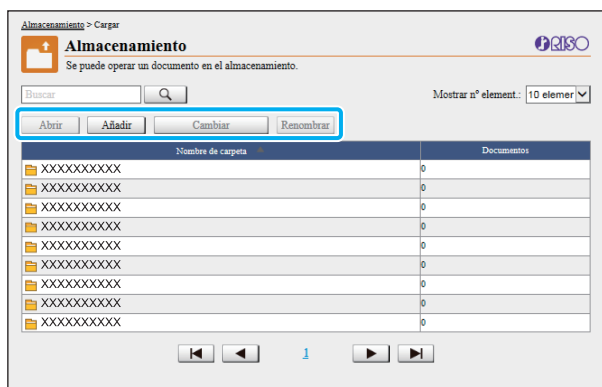 Almacenamiento > Cargar
Almacenamiento
RISO
Se puede operar un documento en el almacenamiento.
Buscar
Mostrar nº element.: 10 elemer
Abrir Añadir Cambiar Renombrar
Nombre de carpeta Documentos
XXXXXXXXXX 0
XXXXXXXXXX 0
XXXXXXXXXX 0
XXXXXXXXXX 0
XXXXXXXXXX 0
XXXXXXXXXX 0
XXXXXXXXXX 0
XXXXXXXXXX 0
XXXXXXXXXX 0
1